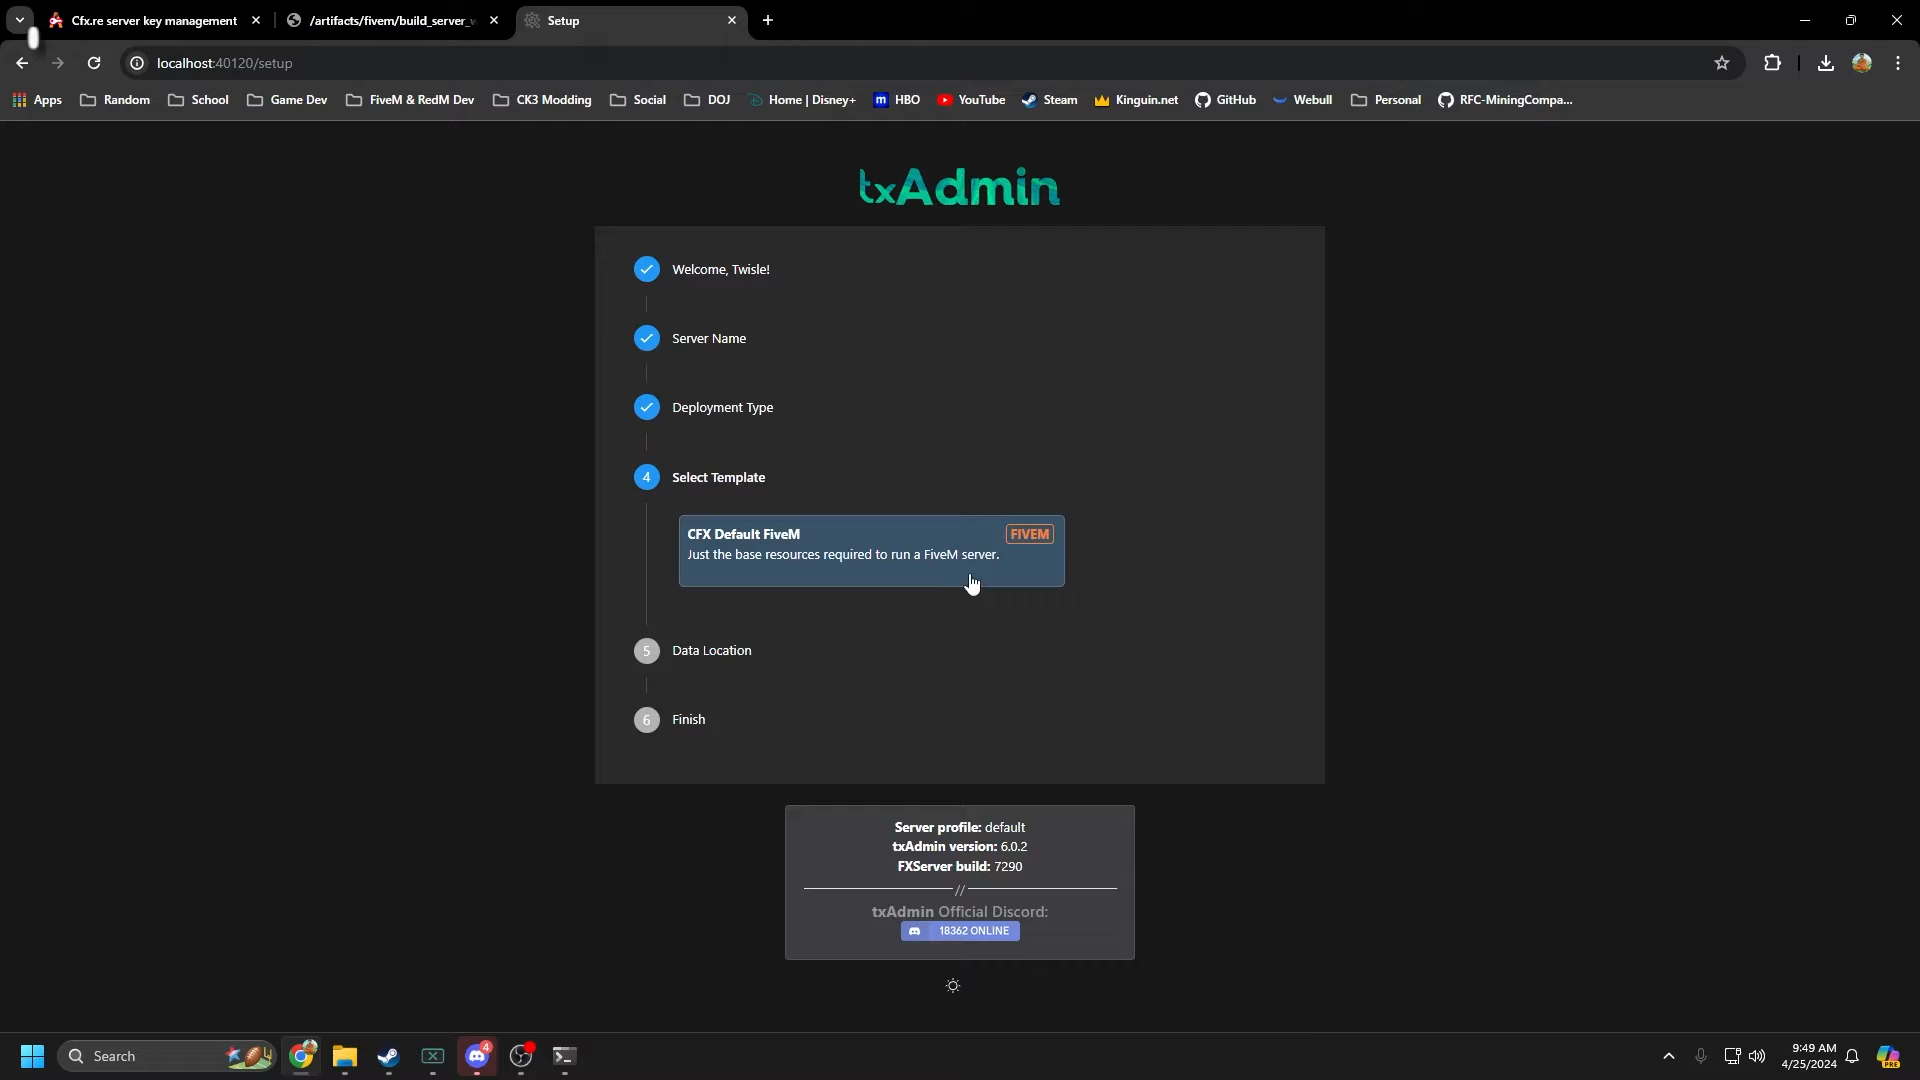 Cfx.re server key management
/artifacts/fivem/build_server_
Setup
localhost:40120/setup
Apps
Random
School
Game Dev
FiveM & RedM Dev
CK3 Modding
Social
DOJ
Home | Disney+
m HBO
YouTube
Steam
Kinguin.net
GitHub
Webull
Personal
RFC-MiningCompa...
txAdmin
Welcome, Twisle!
Server Name
Deployment Type
4 Select Template
CFX Default FiveM FIVEM
Just the base resources required to run a FiveM server.
5 Data Location
6 Finish
Server profile: default
txAdmin version: 6.0.2
FXServer build: 7290
//
txAdmin Official Discord:
18362 ONLINE
Search
4
9:49 AM
4/25/2024
PRE